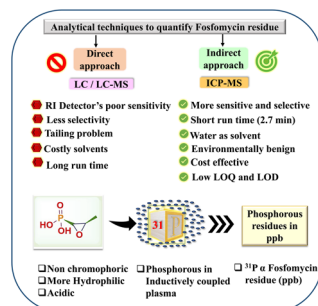 Analytical techniques to quantify Fosfomycin residue
Direct
approach
Indirect
approach
LC / LC-MS
ICP-MS
RI Detector's poor sensitivity
Less selectivity
Tailing problem
Costly solvents
Long run time
More sensitive and selective
Short run time (2.7 min)
Water as solvent
Environmentally benign
Cost effective
Low LOQ and LOD
O
HO
P
OH
O
31
Phosphorous
residues in
ppb
Non chromophoric
More Hydrophilic
Acidic
Phosphorous in
Inductively coupled
plasma
31P α Fosfomycin
residue (ppb)